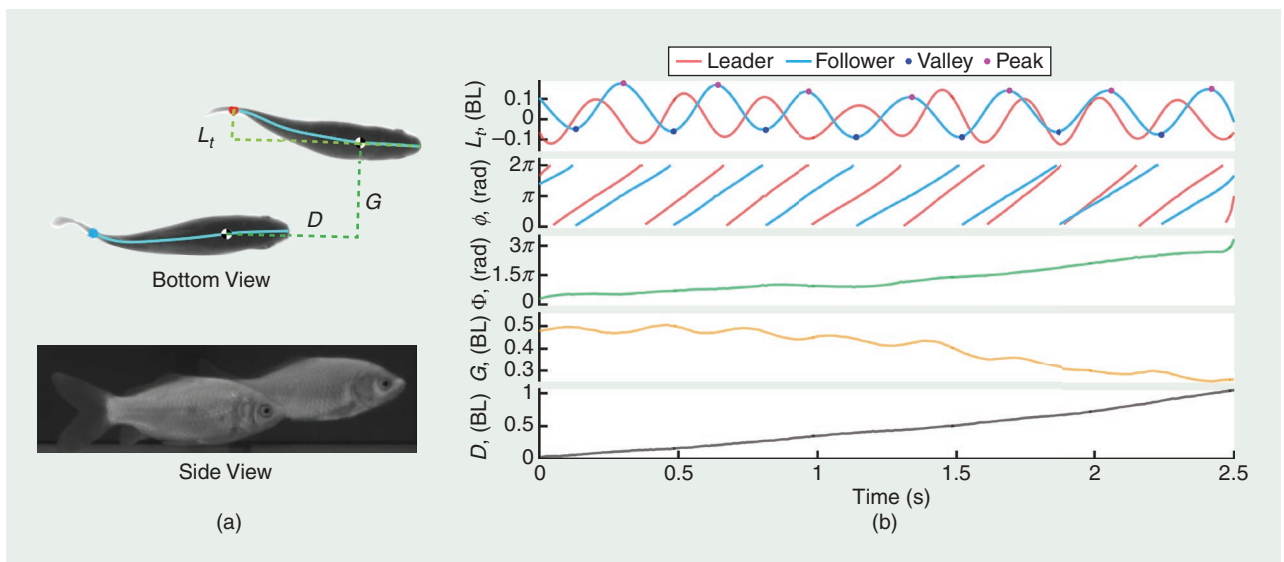 L_t
D
G
Bottom View
Side View
(a)
Leader Follower Valley Peak
L_t, (BL)
0.1
0
−0.1
ϕ, (rad)
2π
π
0
Φ, (rad)
3π
1.5π
0
G, (BL)
0.5
0.4
0.3
D, (BL)
1
0.5
0
0 0.5 1 1.5 2 2.5
Time (s)
(b)